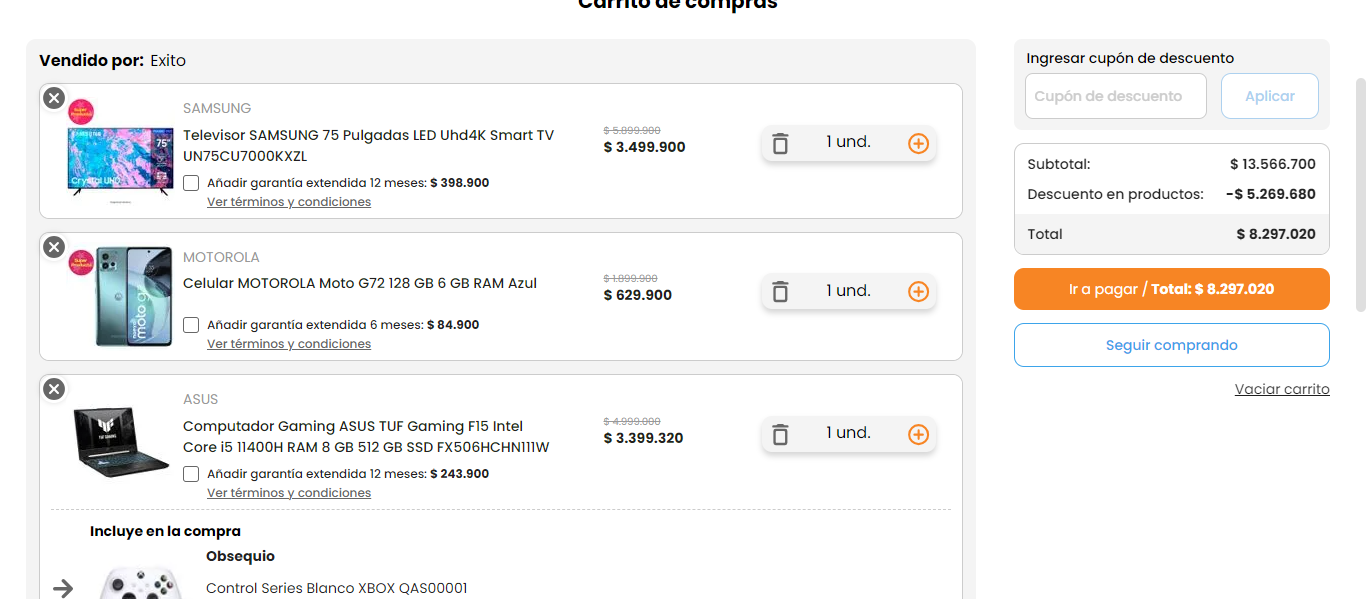 Carrito de compras
Vendido por: Exito
SAMSUNG
Televisor SAMSUNG 75 Pulgadas LED Uhd4K Smart TV
UN75CU7000KXZL
$ 5.899.900
$ 3.499.900
1 und.
Añadir garantía extendida 12 meses: $ 398.900
Ver términos y condiciones
75"
Crystal UHD
MOTOROLA
Celular MOTOROLA Moto G72 128 GB 6 GB RAM Azul
$ 1.899.900
$ 629.900
1 und.
Añadir garantía extendida 6 meses: $ 84.900
Ver términos y condiciones
moto g
ASUS
Computador Gaming ASUS TUF Gaming F15 Intel
Core i5 11400H RAM 8 GB 512 GB SSD FX506HCHN111W
$ 4.999.000
$ 3.399.320
1 und.
Añadir garantía extendida 12 meses: $ 243.900
Ver términos y condiciones
Incluye en la compra
Obsequio
Control Series Blanco XBOX QAS00001
Ingresar cupón de descuento
Cupón de descuento
Aplicar
Subtotal: $ 13.566.700
Descuento en productos: -$ 5.269.680
Total $ 8.297.020
Ir a pagar / Total: $ 8.297.020
Seguir comprando
Vaciar carrito